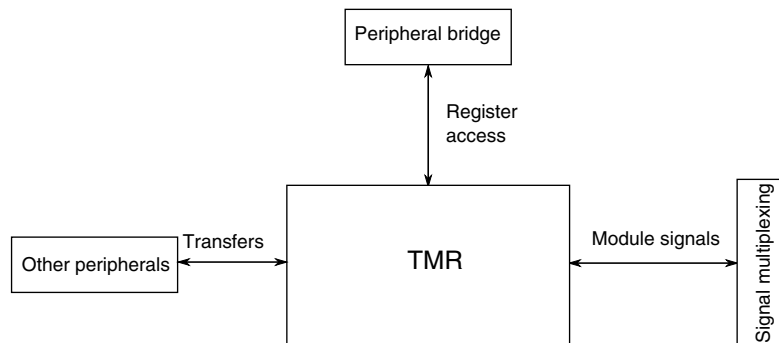 Peripheral bridge
Register
access
Transfers
Other peripherals
TMR
Module signals
Signal multiplexing